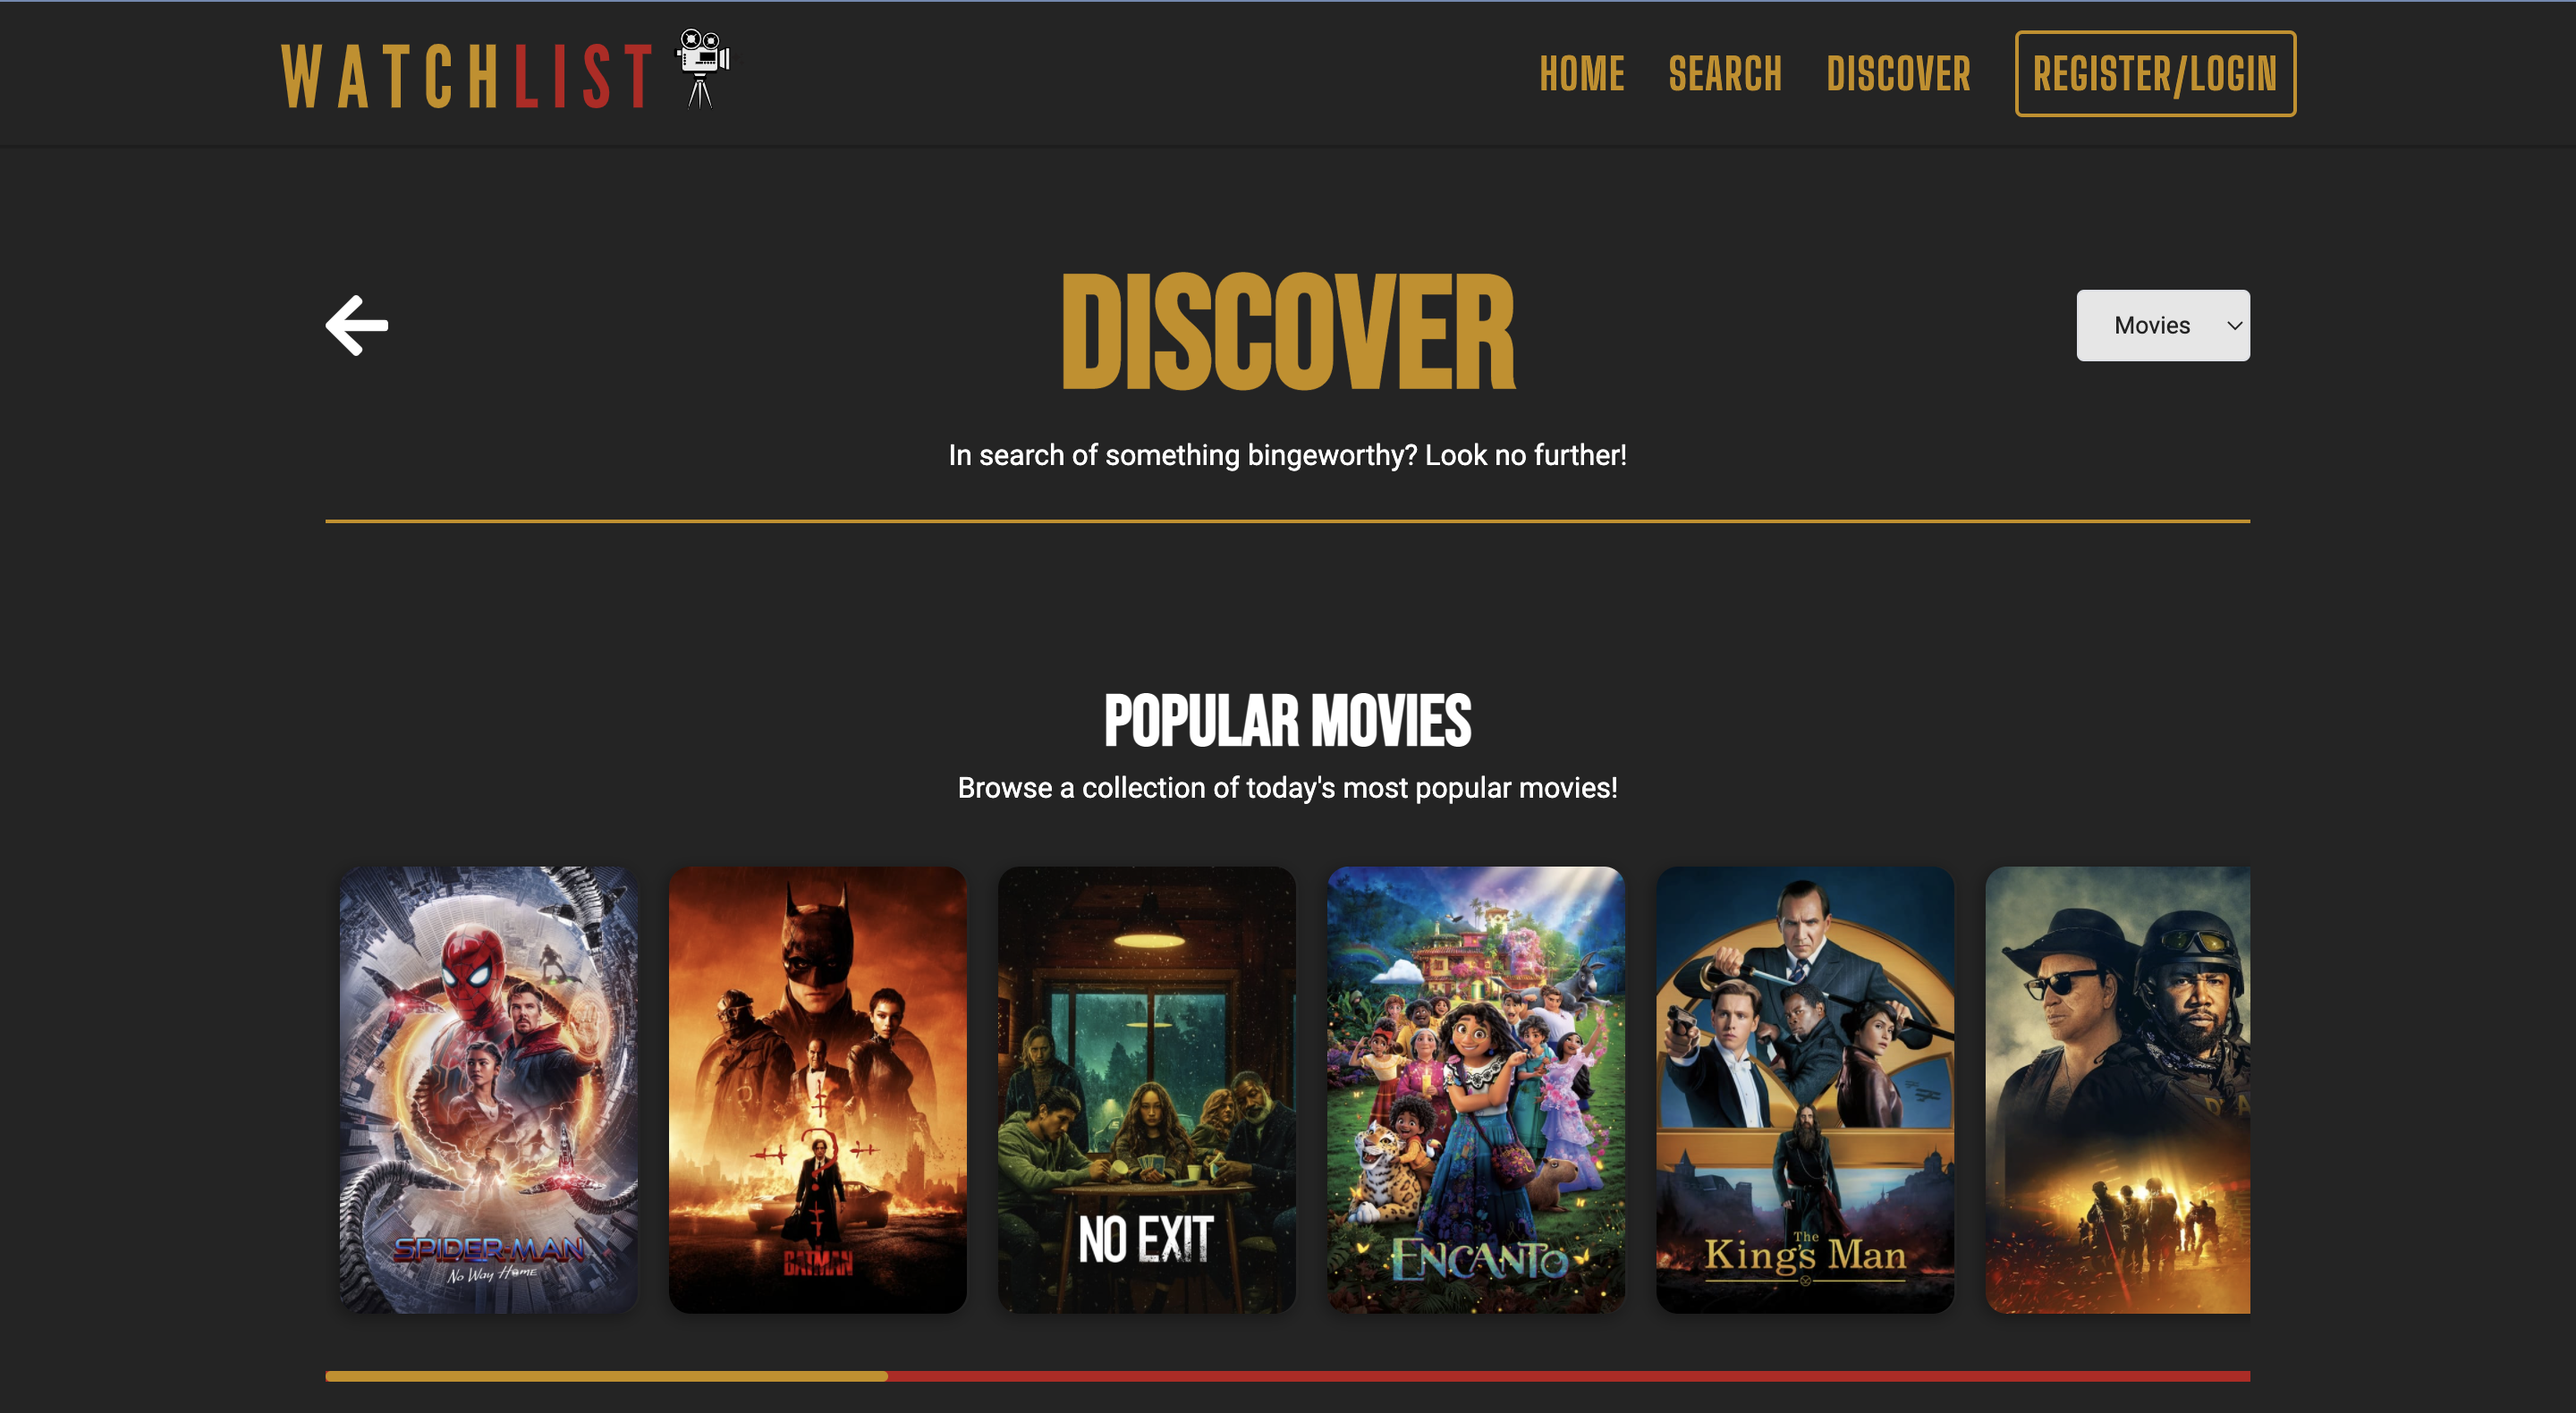 WATCHLIST
HOME SEARCH DISCOVER REGISTER/LOGIN
DISCOVER
Movies
In search of something bingeworthy? Look no further!
POPULAR MOVIES
Browse a collection of today's most popular movies!
SPIDER-MAN
No Way Home
THE BATMAN
NO EXIT
ENCANTO
The
King's Man